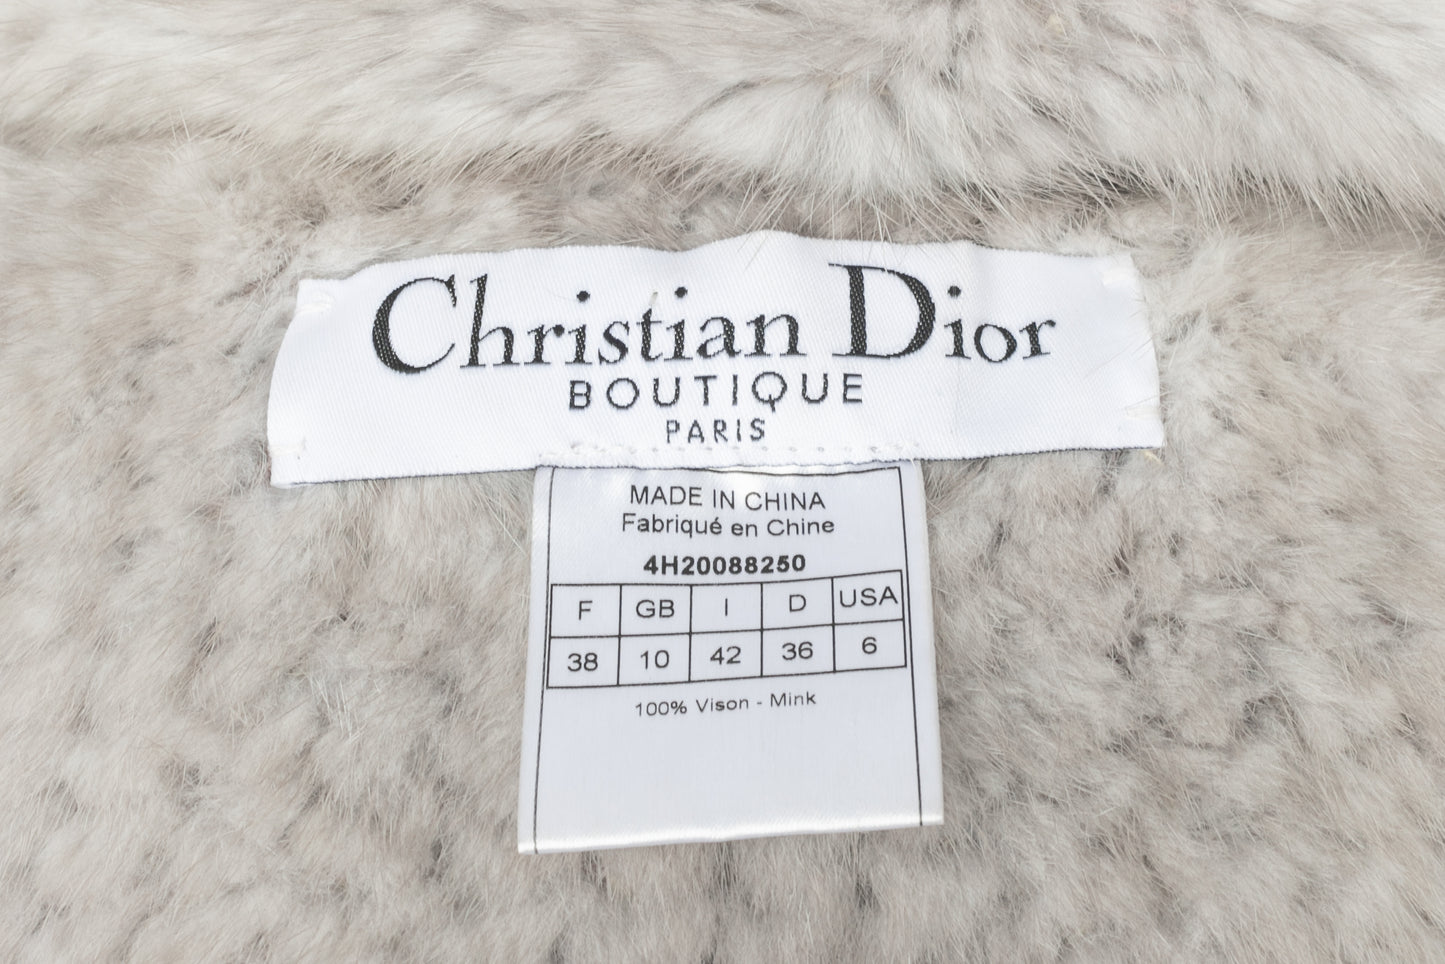 Christian Dior
BOUTIQUE
PARIS
MADE IN CHINA
Fabriqué en Chine
4H20088250
F GB I D USA
38 10 42 36 6
100% Vison - Mink